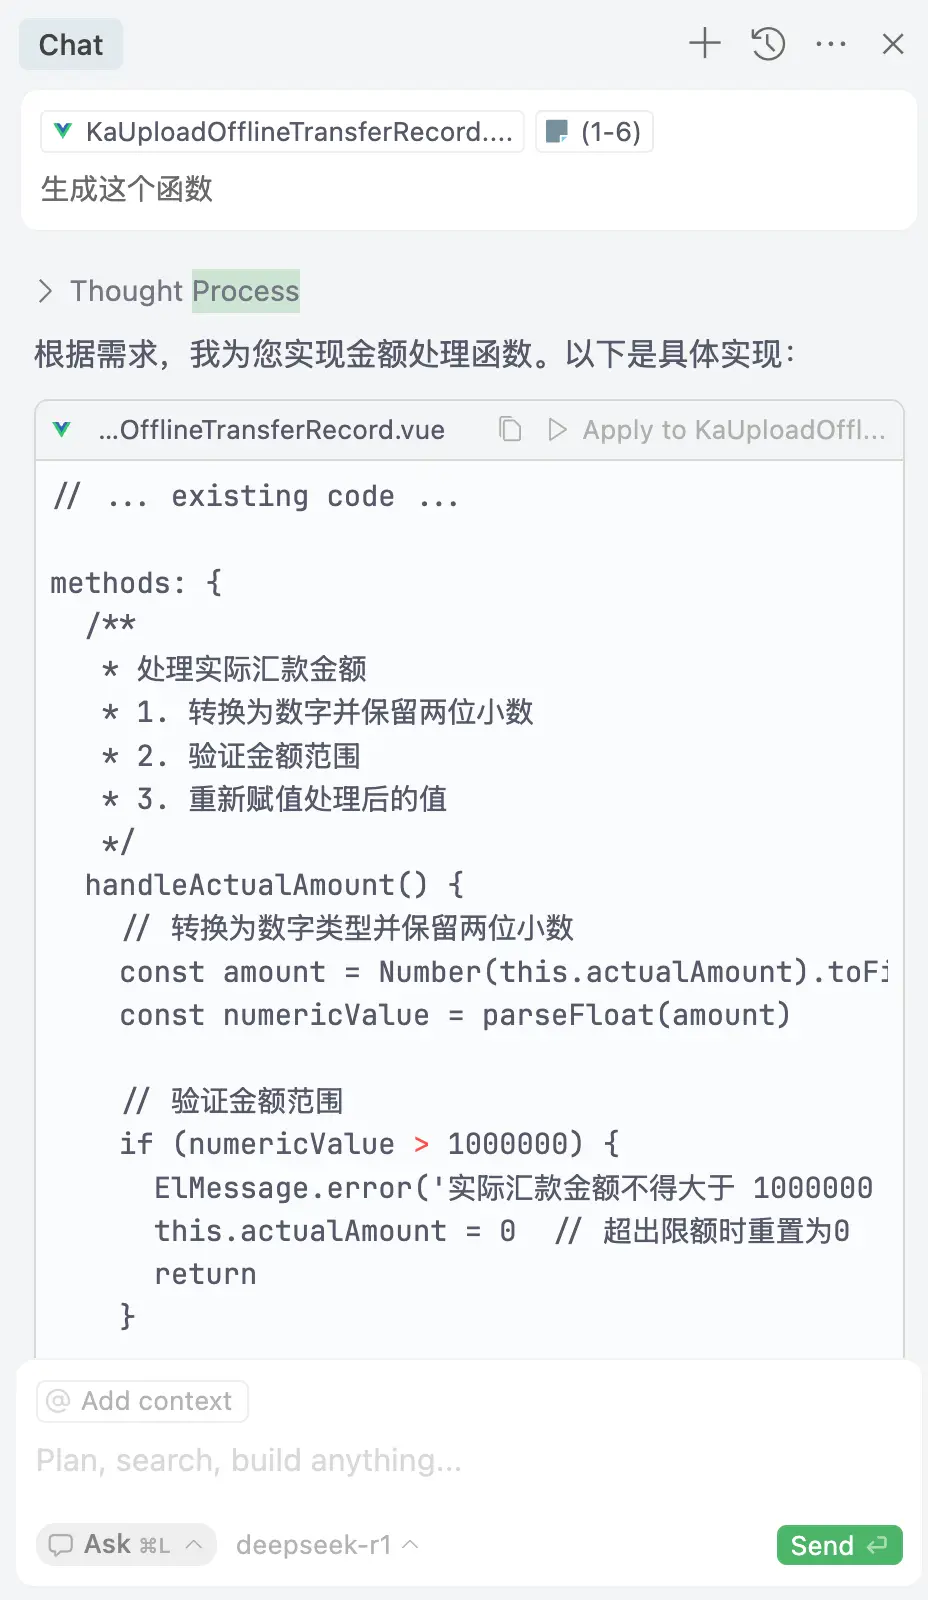 Chat
KaUploadOfflineTransferRecord.... (1-6)
生成这个函数
Thought Process
根据需求，我为您实现金额处理函数。以下是具体实现：
...OfflineTransferRecord.vue Apply to KaUploadOffl...
// ... existing code ...
methods: {
/**
* 处理实际汇款金额
* 1. 转换为数字并保留两位小数
* 2. 验证金额范围
* 3. 重新赋值处理后的值
*/
handleActualAmount() {
// 转换为数字类型并保留两位小数
const amount = Number(this.actualAmount).toFi
const numericValue = parseFloat(amount)
// 验证金额范围
if (numericValue > 1000000) {
ElMessage.error('实际汇款金额不得大于 1000000
this.actualAmount = 0 // 超出限额时重置为0
return
}
@ Add context
Plan, search, build anything...
Ask ⌘L deepseek-r1 Send